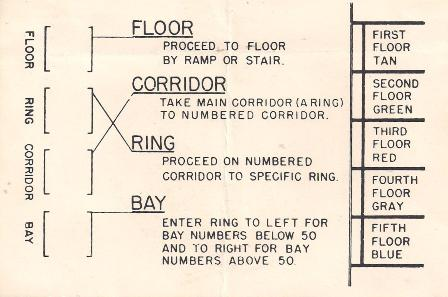 FLOOR
RING
CORRIDOR
BAY
FLOOR
PROCEED TO FLOOR
BY RAMP OR STAIR.
CORRIDOR
TAKE MAIN CORRIDOR (A RING)
TO NUMBERED CORRIDOR.
RING
PROCEED ON NUMBERED
CORRIDOR TO SPECIFIC RING.
BAY
ENTER RING TO LEFT FOR
BAY NUMBERS BELOW 50
AND TO RIGHT FOR BAY
NUMBERS ABOVE 50.
FIRST
FLOOR
TAN
SECOND
FLOOR
GREEN
THIRD
FLOOR
RED
FOURTH
FLOOR
GRAY
FIFTH
FLOOR
BLUE